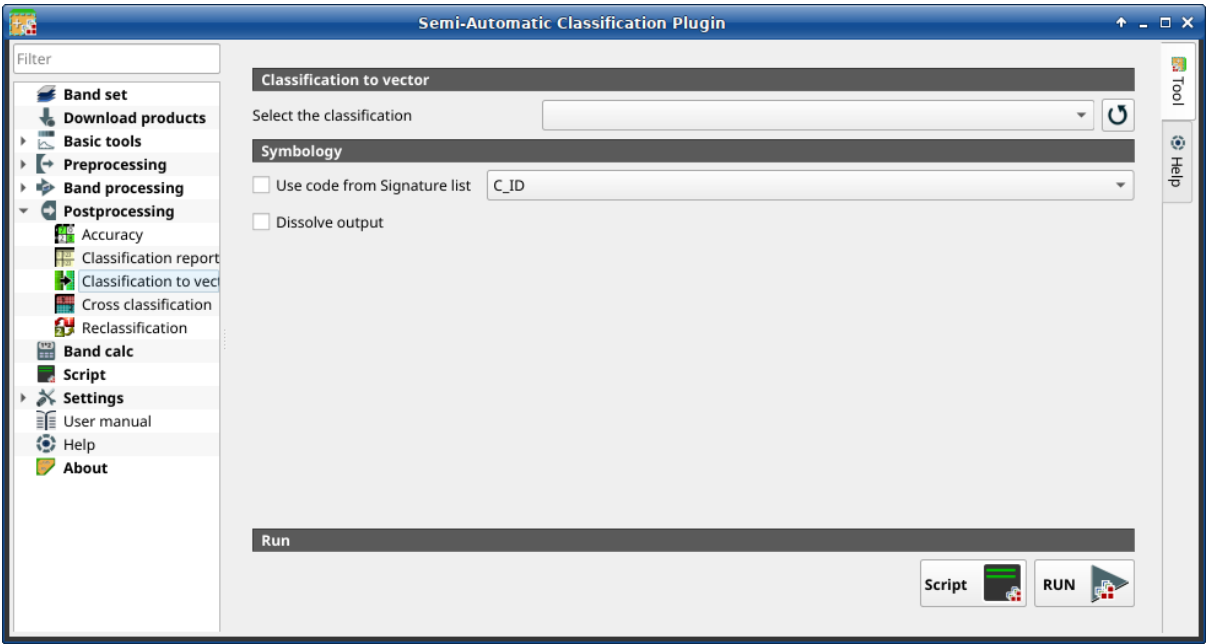 Semi-Automatic Classification Plugin
Filter
Band set
Download products
Basic tools
Preprocessing
Band processing
Postprocessing
Accuracy
Classification report
Classification to vect
Cross classification
Reclassification
Band calc
Script
Settings
User manual
Help
About
Classification to vector
Select the classification
Symbology
Use code from Signature list C_ID
Dissolve output
Run
Script RUN
Tool
Help